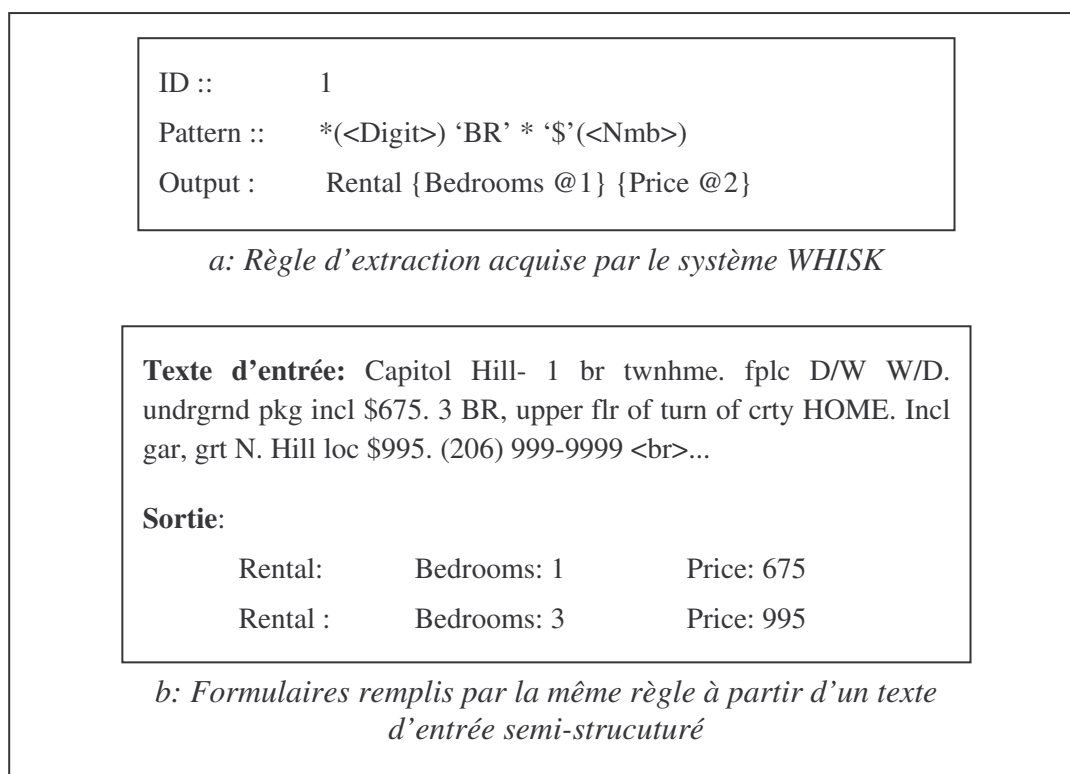 ID :: 1
Pattern :: *(<Digit>) ‘BR’ * ‘$’(<Nmb>)
Output : Rental {Bedrooms @1} {Price @2}
a: Règle d’extraction acquise par le système WHISK
Texte d’entrée: Capitol Hill- 1 br twnhme. fplc D/W W/D.
undrgrnd pkg incl $675. 3 BR, upper flr of turn of crty HOME. Incl
gar, grt N. Hill loc $995. (206) 999-9999 <br>...
Sortie:
Rental: Bedrooms: 1 Price: 675
Rental : Bedrooms: 3 Price: 995
b: Formulaires remplis par la même règle à partir d’un texte
d’entrée semi-strucuturé